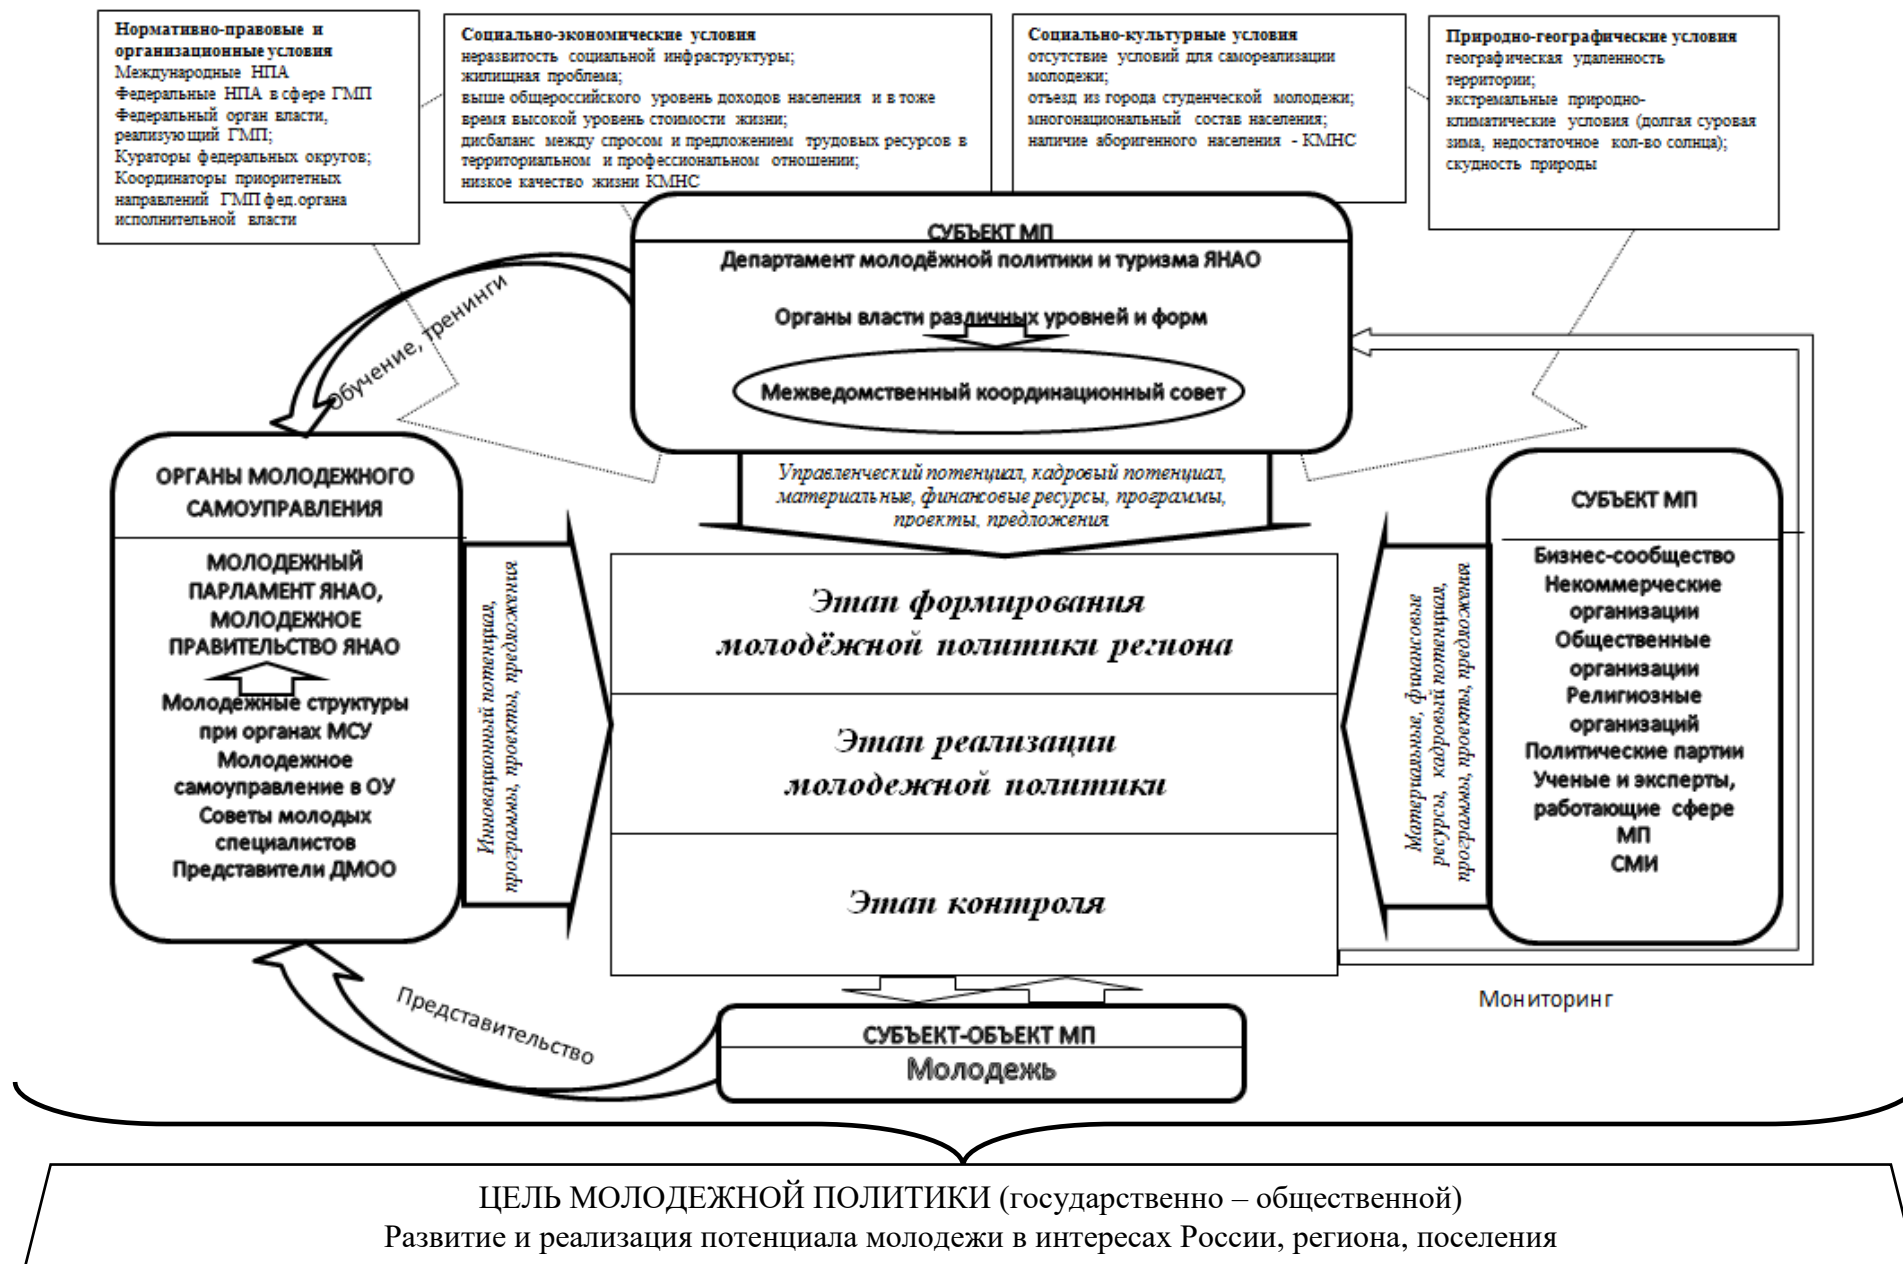 Нормативно-правовые и
организационные условия
Международные НПА
Федеральные НПА в сфере ГМП
Федеральный орган власти,
реализующий ГМП;
Кураторы федеральных округов;
Координаторы приоритетных
направлений ГМП фед.органа
исполнительной власти
Социально-экономические условия
неразвитость социальной инфраструктуры;
жилищная проблема;
выше общероссийского уровень доходов населения и в тоже
время высокой уровень стоимости жизни;
дисбаланс между спросом и предложением трудовых ресурсов в
территориальном и профессиональном отношении;
низкое качество жизни КМНС
Социально-культурные условия
отсутствие условий для самореализации
молодежи;
отъезд из города студенческой молодежи;
многонациональный состав населения;
наличие аборигенного населения - КМНС
Природно-географические условия
географическая удаленность
территории;
экстремальные природно-
климатические условия (долгая суровая
зима, недостаточное кол-во солнца);
скудность природы
СУБЪЕКТ МП
Департамент молодёжной политики и туризма ЯНАО
Органы власти различных уровней и форм
Межведомственный координационный совет
Обучение, тренинги
Управленческий потенциал, кадровый потенциал,
материальные, финансовые ресурсы, программы,
проекты, предложения
ОРГАНЫ МОЛОДЕЖНОГО
САМОУПРАВЛЕНИЯ
МОЛОДЕЖНЫЙ
ПАРЛАМЕНТ ЯНАО,
МОЛОДЕЖНОЕ
ПРАВИТЕЛЬСТВО ЯНАО
Молодежные структуры
при органах МСУ
Молодежное
самоуправление в ОУ
Советы молодых
специалистов
Представители ДМОО
Инновационный потенциал,
программы, проекты, предложения
Этап формирования
молодёжной политики региона
Этап реализации
молодежной политики
Этап контроля
Материальные, финансовые
ресурсы, кадровый потенциал,
программы, проекты, предложения
СУБЪЕКТ МП
Бизнес-сообщество
Некоммерческие
организации
Общественные
организации
Религиозные
организаций
Политические партии
Ученые и эксперты,
работающие сфере
МП
СМИ
Мониторинг
Представительство
СУБЪЕКТ-ОБЪЕКТ МП
Молодежь
ЦЕЛЬ МОЛОДЕЖНОЙ ПОЛИТИКИ (государственно – общественной)
Развитие и реализация потенциала молодежи в интересах России, региона, поселения